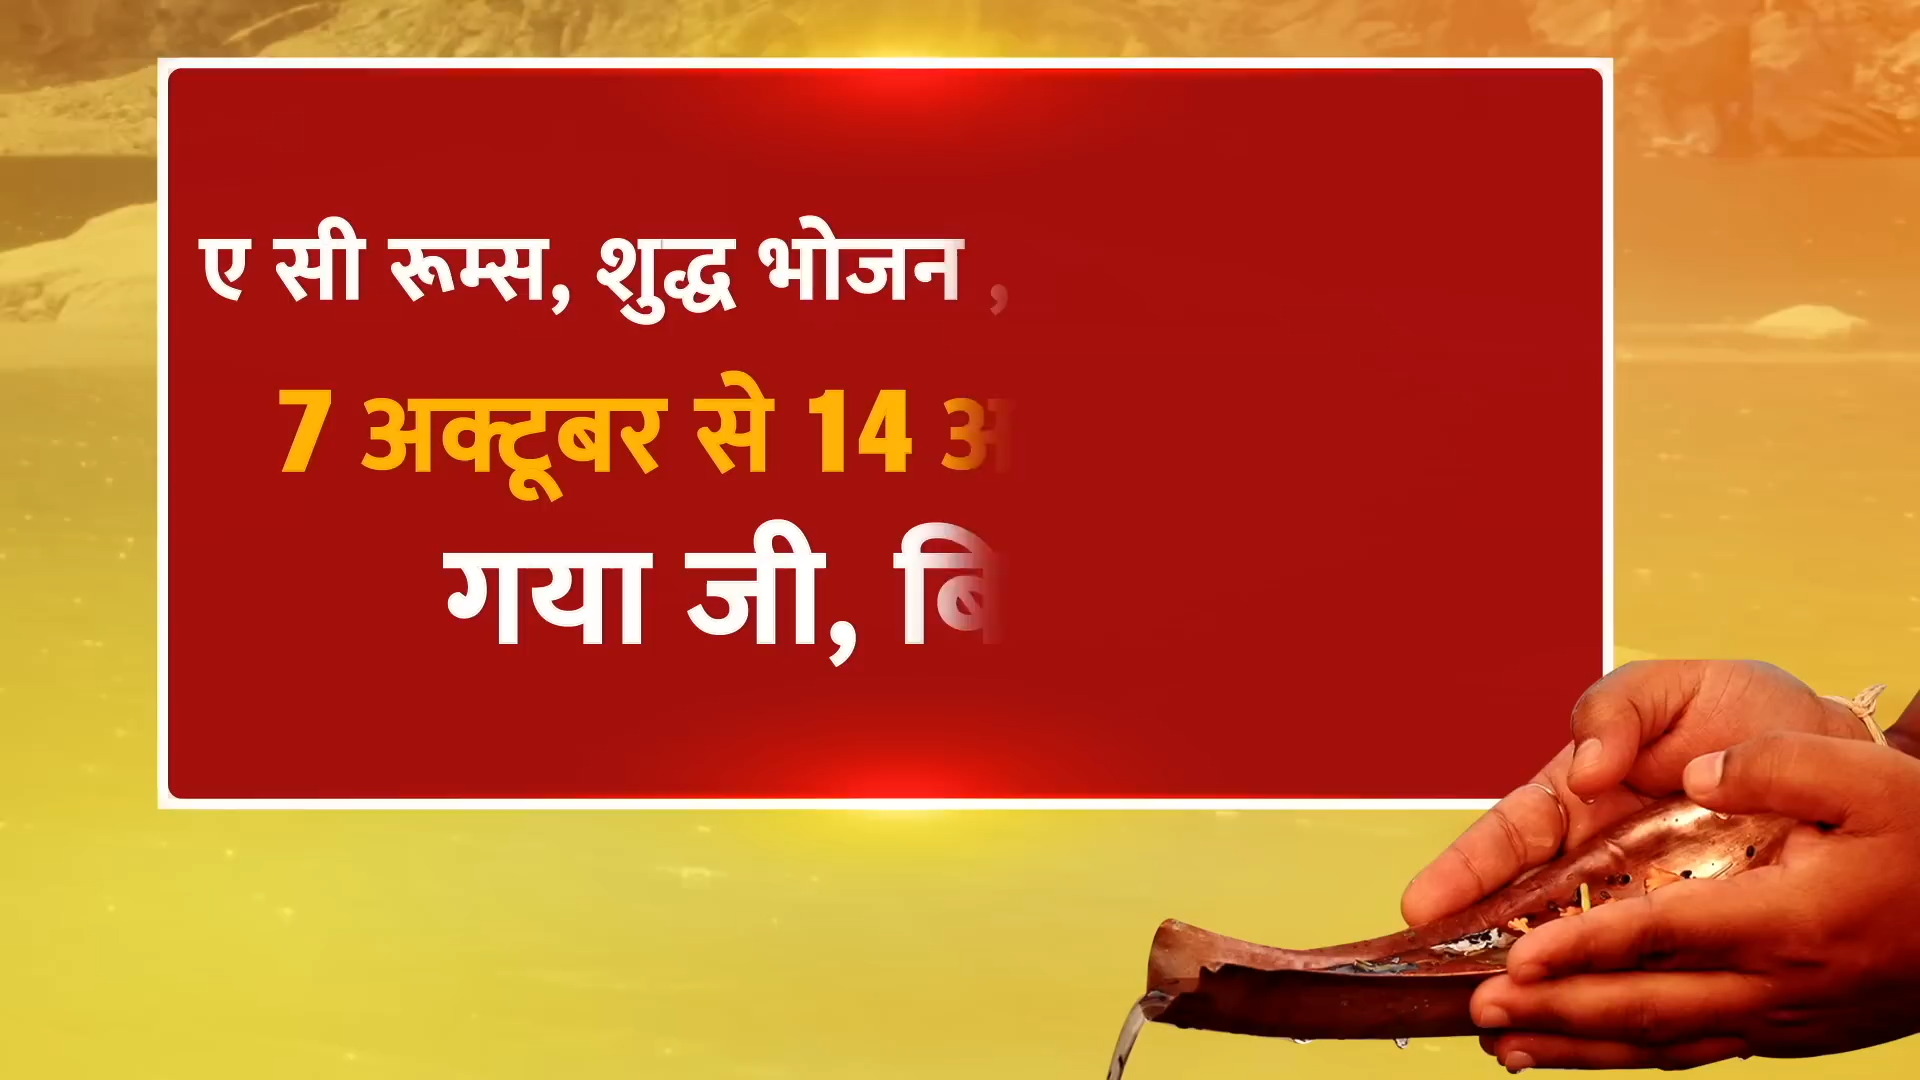 ए सी रूम्स, शुद्ध भोजन ,
7 अक्टूबर से 14
गया जी,